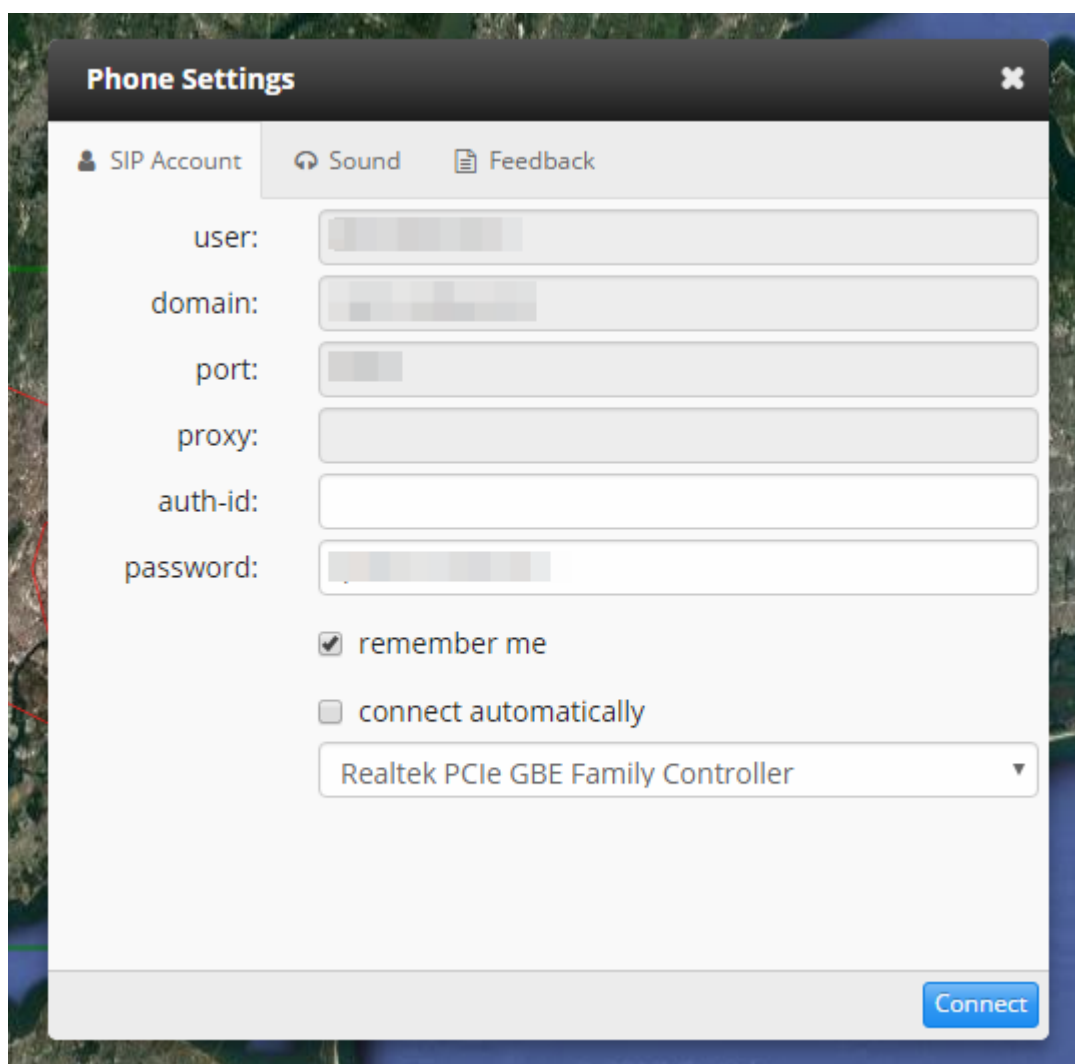 Phone Settings
SIP Account
Sound
Feedback
user:
domain:
port:
proxy:
auth-id:
password:
remember me
connect automatically
Realtek PCIe GBE Family Controller
Connect